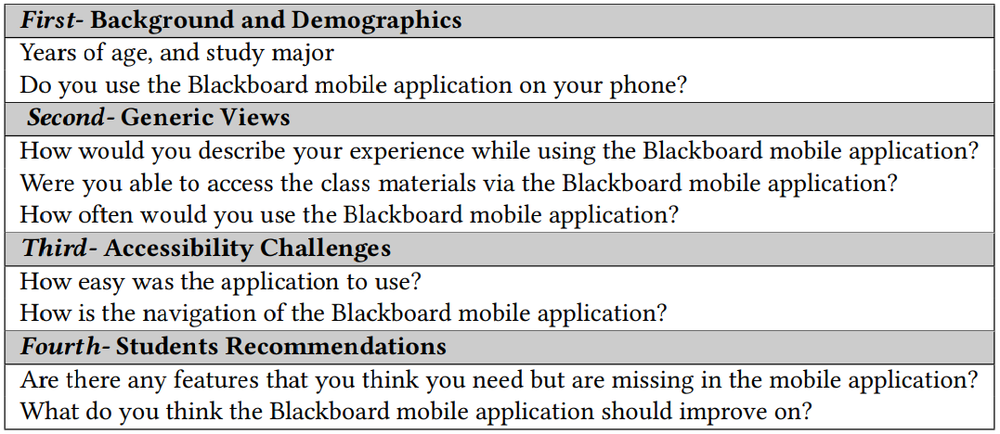 First- Background and Demographics
Years of age, and study major
Do you use the Blackboard mobile application on your phone?
Second- Generic Views
How would you describe your experience while using the Blackboard mobile application?
Were you able to access the class materials via the Blackboard mobile application?
How often would you use the Blackboard mobile application?
Third- Accessibility Challenges
How easy was the application to use?
How is the navigation of the Blackboard mobile application?
Fourth- Students Recommendations
Are there any features that you think you need but are missing in the mobile application?
What do you think the Blackboard mobile application should improve on?